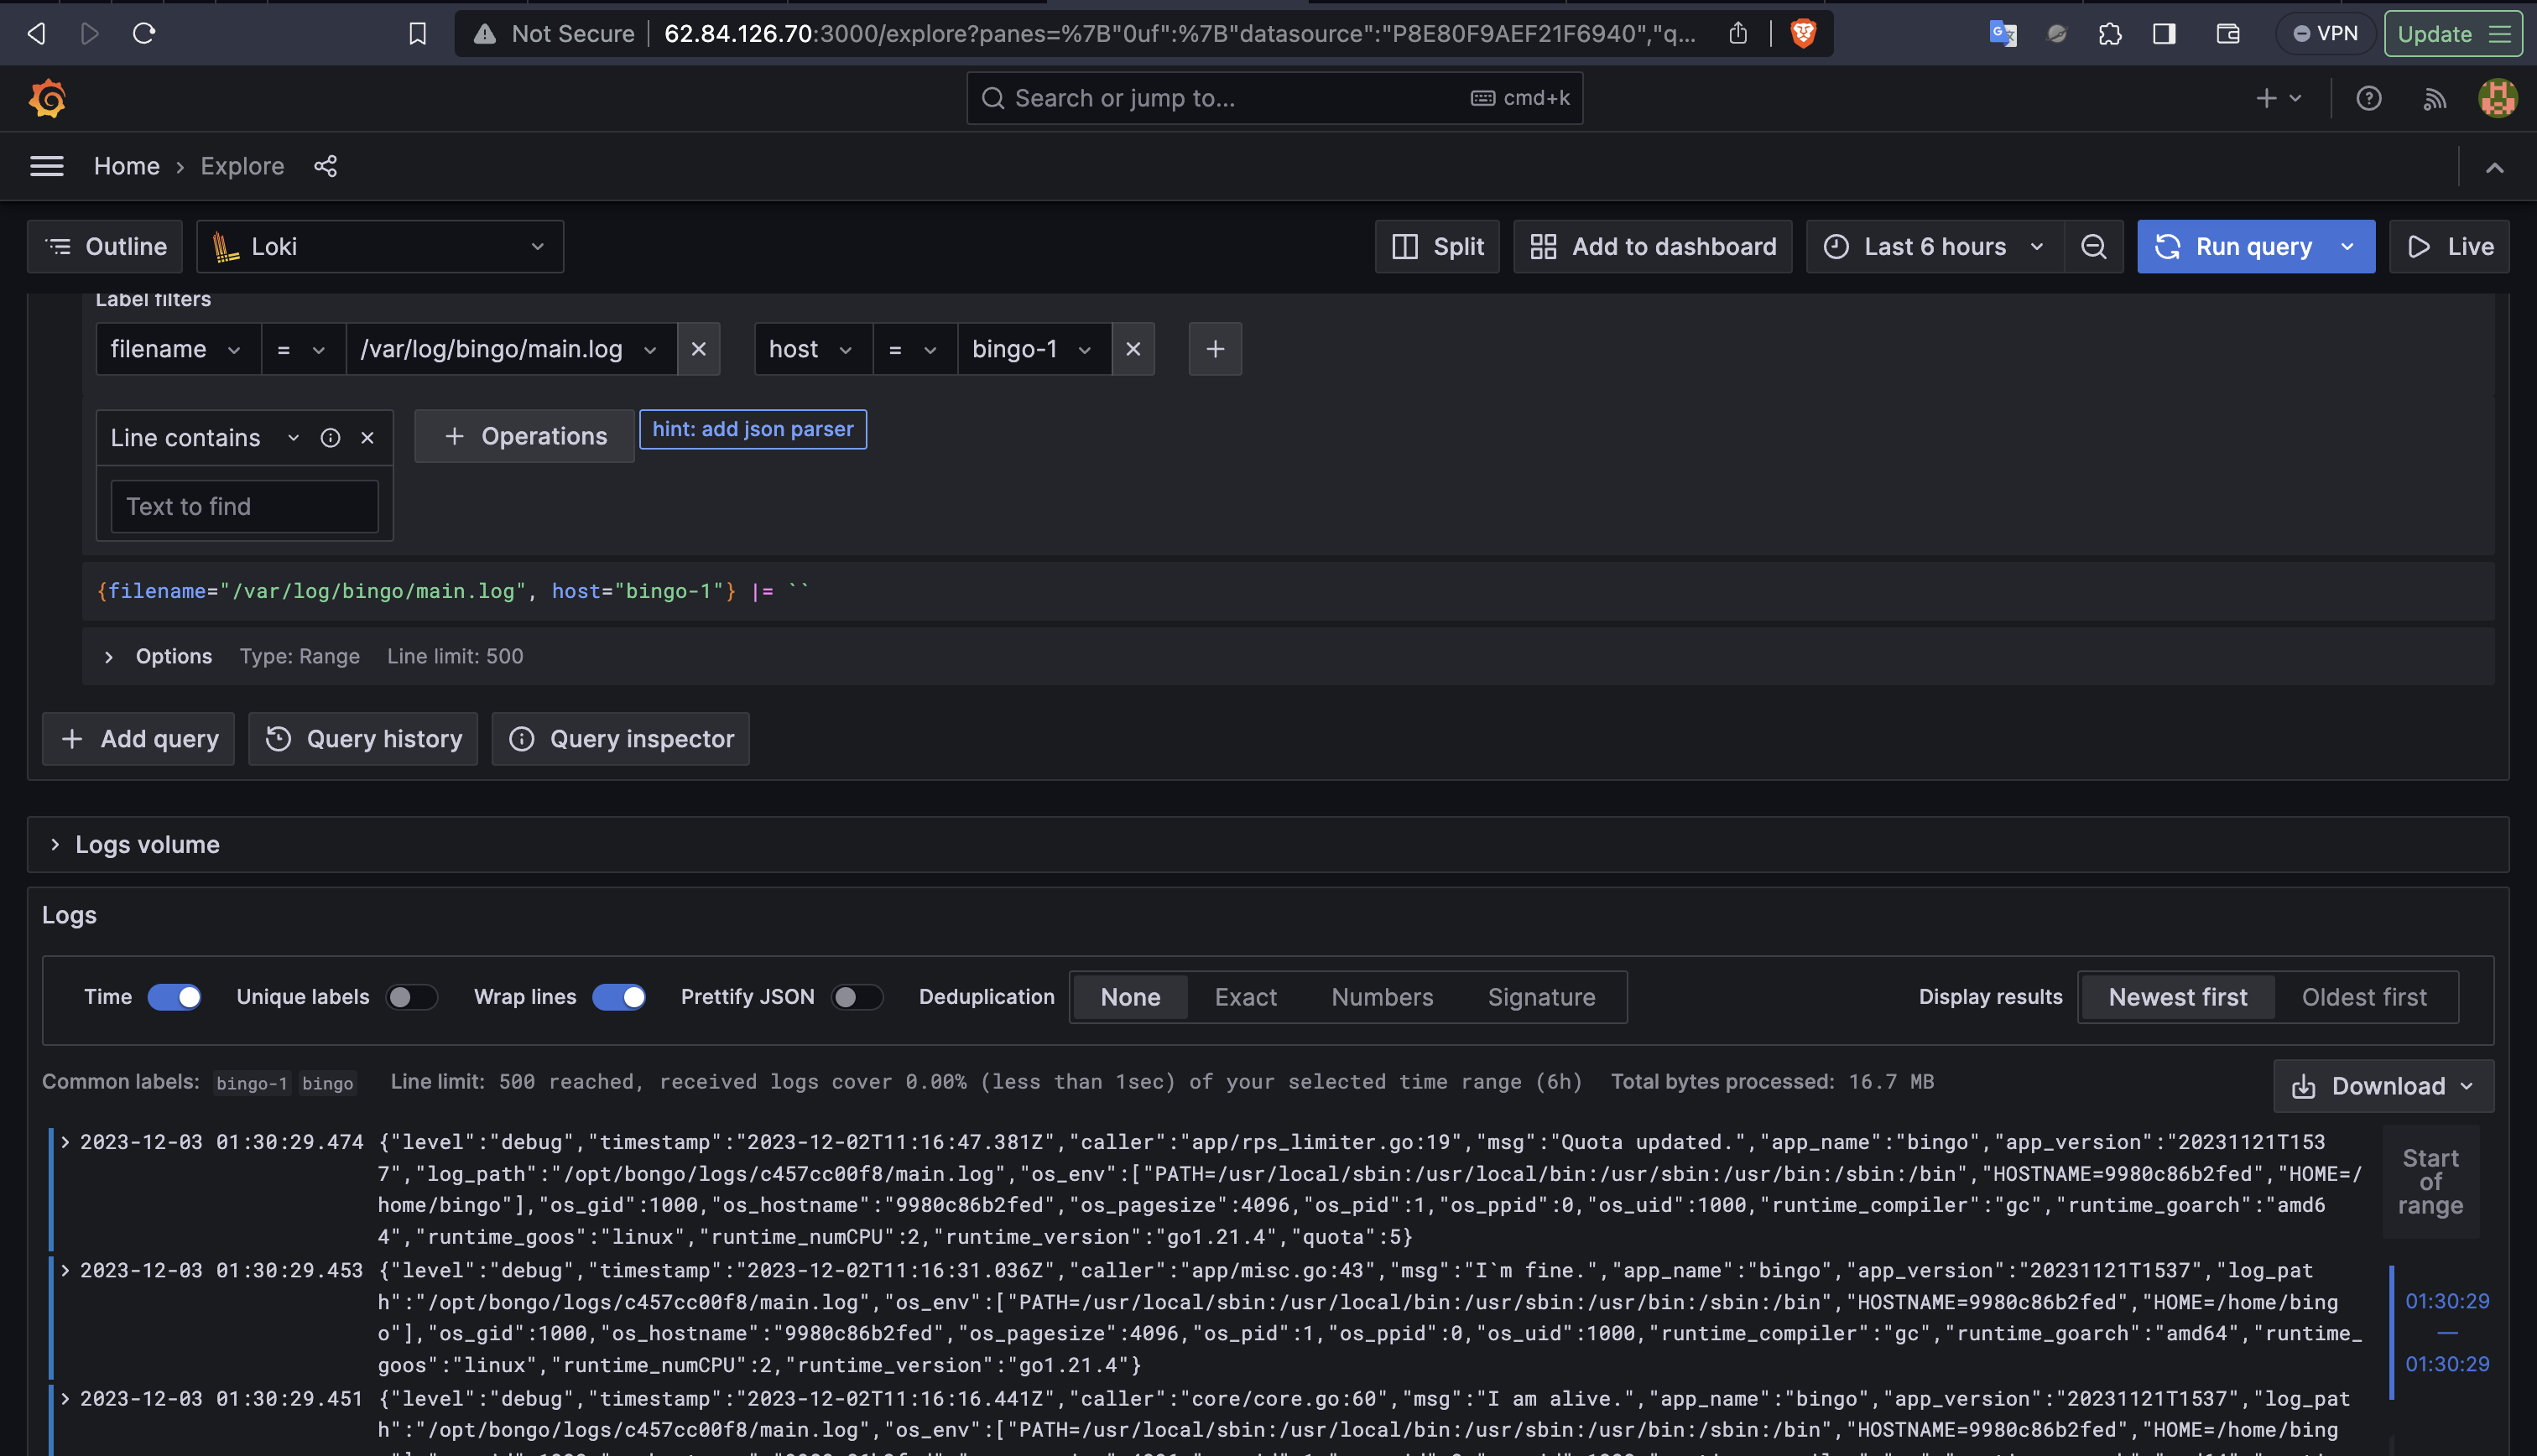 Not Secure 62.84.126.70:3000/explore?panes=%7B"0uf":%7B"datasource":"P8E80F9AEF21F6940","q... VPN Update
Search or jump to... cmd+k
Home › Explore
Outline Loki Split Add to dashboard Last 6 hours Run query Live
Label filters
filename = /var/log/bingo/main.log host = bingo-1
Line contains Operations hint: add json parser
Text to find
{filename="/var/log/bingo/main.log", host="bingo-1"} |= ``
Options Type: Range Line limit: 500
Add query Query history Query inspector
Logs volume
Logs
Time Unique labels Wrap lines Prettify JSON Deduplication None Exact Numbers Signature Display results Newest first Oldest first
Common labels: bingo-1 bingo Line limit: 500 reached, received logs cover 0.00% (less than 1sec) of your selected time range (6h) Total bytes processed: 16.7 MB Download
2023-12-03 01:30:29.474 {"level":"debug","timestamp":"2023-12-02T11:16:47.381Z","caller":"app/rps_limiter.go:19","msg":"Quota updated.","app_name":"bingo","app_version":"20231121T153
7","log_path":"/opt/bongo/logs/c457cc00f8/main.log","os_env":["PATH=/usr/local/sbin:/usr/local/bin:/usr/sbin:/usr/bin:/sbin:/bin","HOSTNAME=9980c86b2fed","HOME=/
home/bingo"],"os_gid":1000,"os_hostname":"9980c86b2fed","os_pagesize":4096,"os_pid":1,"os_ppid":0,"os_uid":1000,"runtime_compiler":"gc","runtime_goarch":"amd6
4","runtime_goos":"linux","runtime_numCPU":2,"runtime_version":"go1.21.4","quota":5}
Start
of
range
2023-12-03 01:30:29.453 {"level":"debug","timestamp":"2023-12-02T11:16:31.036Z","caller":"app/misc.go:43","msg":"I`m fine.","app_name":"bingo","app_version":"20231121T1537","log_pat
h":"/opt/bongo/logs/c457cc00f8/main.log","os_env":["PATH=/usr/local/sbin:/usr/local/bin:/usr/sbin:/usr/bin:/sbin:/bin","HOSTNAME=9980c86b2fed","HOME=/home/bing
o"],"os_gid":1000,"os_hostname":"9980c86b2fed","os_pagesize":4096,"os_pid":1,"os_ppid":0,"os_uid":1000,"runtime_compiler":"gc","runtime_goarch":"amd64","runtime_
goos":"linux","runtime_numCPU":2,"runtime_version":"go1.21.4"}
01:30:29
—
01:30:29
2023-12-03 01:30:29.451 {"level":"debug","timestamp":"2023-12-02T11:16:16.441Z","caller":"core/core.go:60","msg":"I am alive.","app_name":"bingo","app_version":"20231121T1537","log_pat
h":"/opt/bongo/logs/c457cc00f8/main.log","os_env":["PATH=/usr/local/sbin:/usr/local/bin:/usr/sbin:/usr/bin:/sbin:/bin","HOSTNAME=9980c86b2fed","HOME=/home/bing